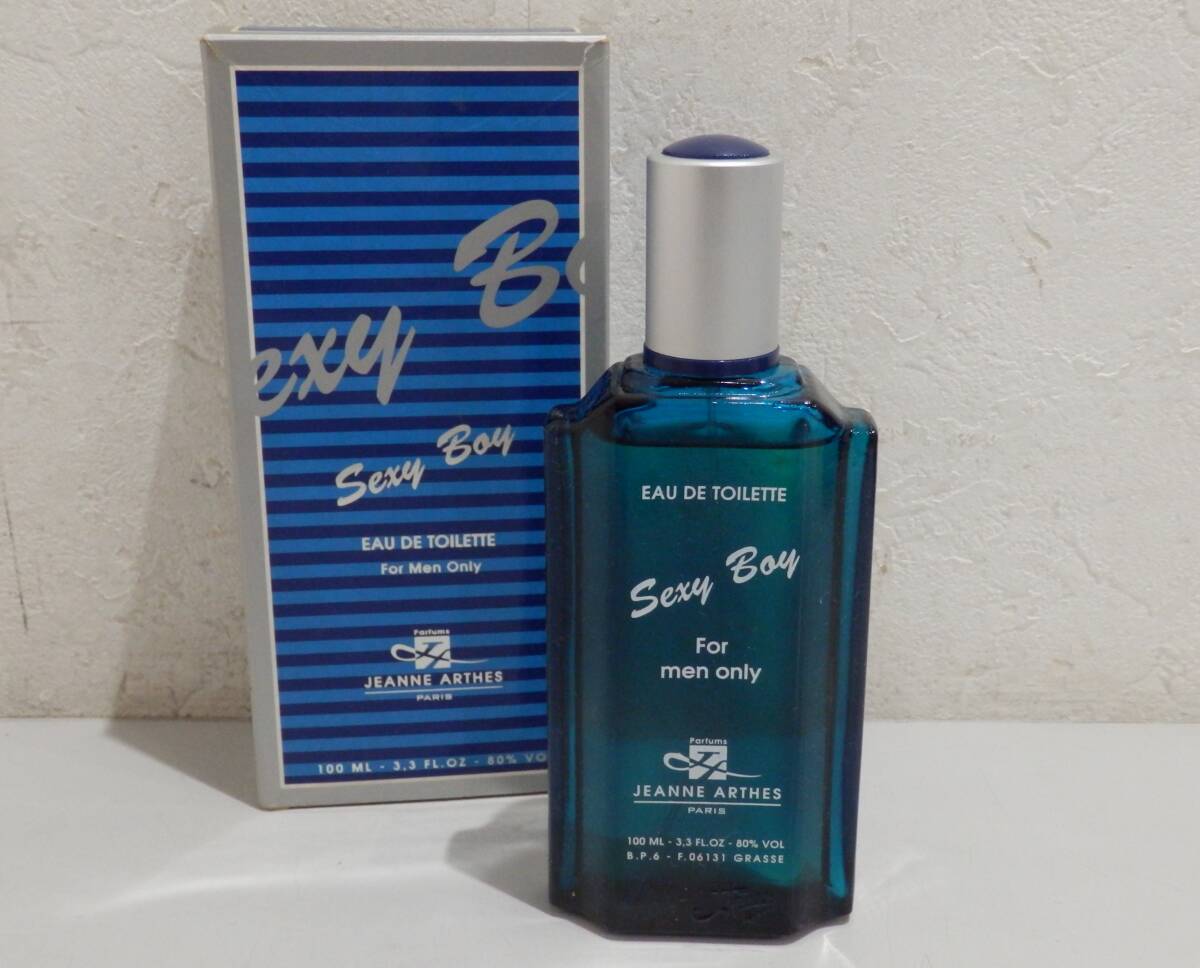 exy Bo
Sexy Boy
EAU DE TOILETTE
For Men Only
Parfums
JEANNE ARTHES
PARIS
100 ML - 3,3 FL.OZ - 80% VO
EAU DE TOILETTE
Sexy Boy
For
men only
Parfums
JEANNE ARTHES
PARIS
100 ML - 3,3 FL.OZ - 80% VOL
B.P.6 - F.06131 GRASSE